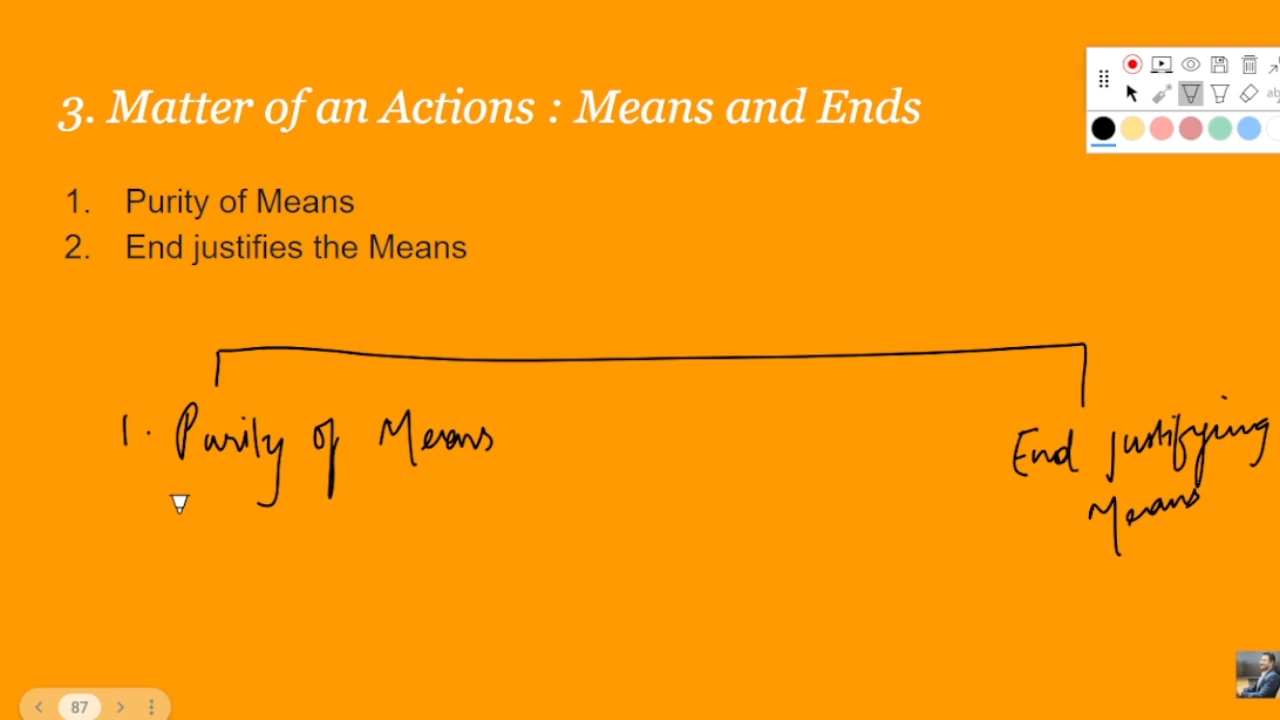 3. Matter of an Actions : Means and Ends
1. Purity of Means
2. End justifies the Means
1. Purity of Means
End Justifying
Means
87
ab